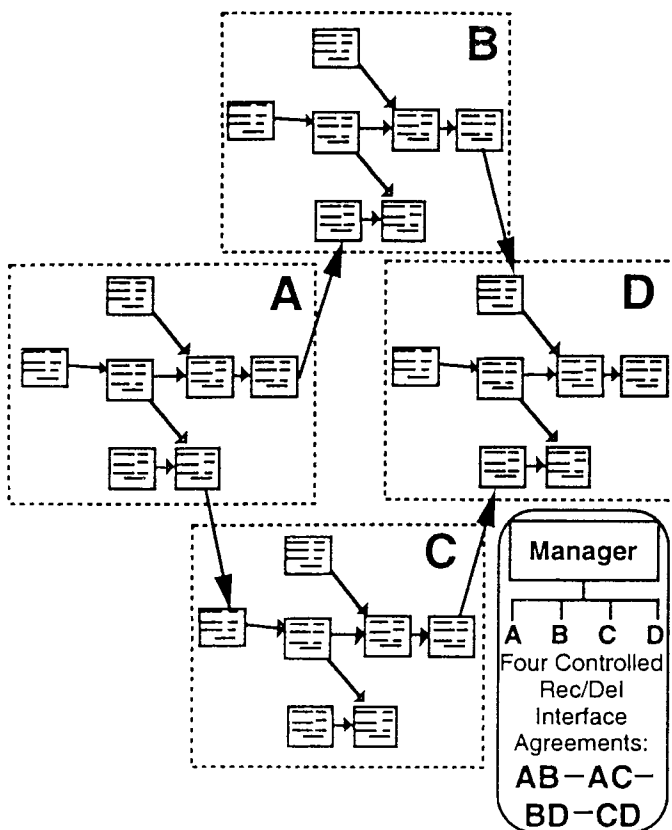 B
A
D
C
Manager
A B C D
Four Controlled
Rec/Del
Interface
Agreements:
AB–AC–
BD–CD